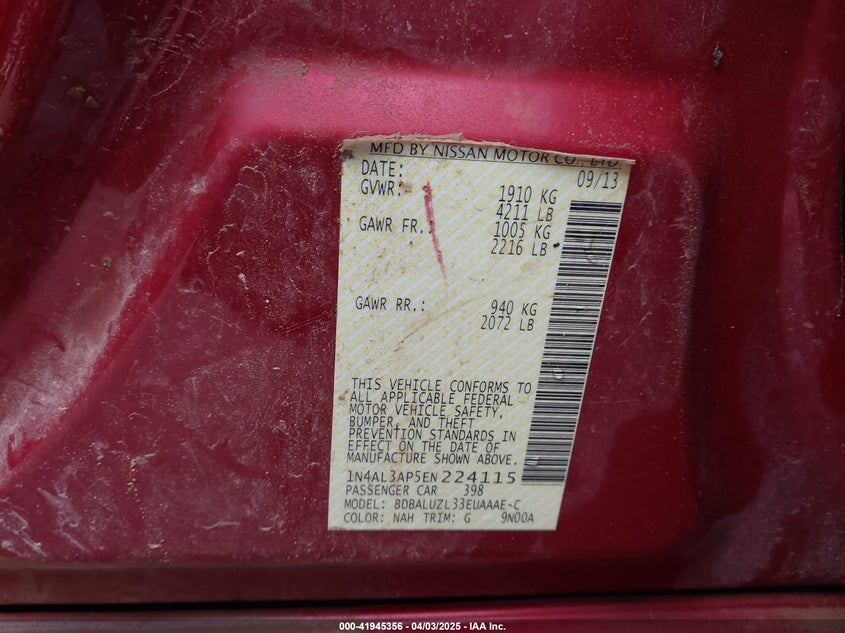 MFD BY NISSAN MOTOR CO., LTD.
DATE: 09/13
GVWR: 1910 KG
4211 LB
GAWR FR.: 1005 KG
2216 LB
GAWR RR.: 940 KG
2072 LB
THIS VEHICLE CONFORMS TO
ALL APPLICABLE FEDERAL
MOTOR VEHICLE SAFETY,
BUMPER, AND THEFT
PREVENTION STANDARDS IN
EFFECT ON THE DATE OF
MANUFACTURE SHOWN ABOVE.
1N4AL3AP5EN224115
PASSENGER CAR 398
MODEL: BDBALUZL33EUAAAE-C
COLOR: NAH TRIM: G 9N00A
000-41945356 - 04/03/2025 - IAA Inc.